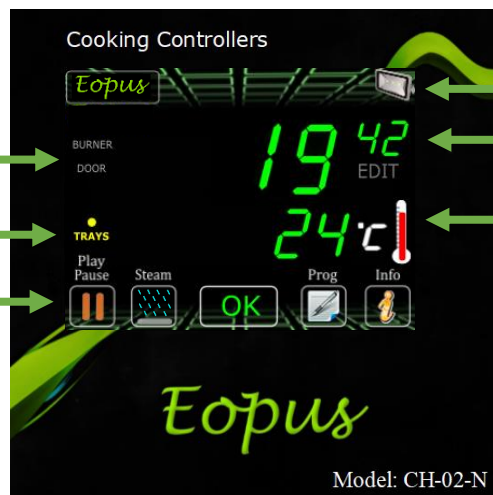 Cooking Controllers
Eopus
BURNER
19 42
DOOR
EDIT
TRAYS
24 °C
Play
Pause
Steam
Prog
Info
OK
Eopus
Model: CH-02-N